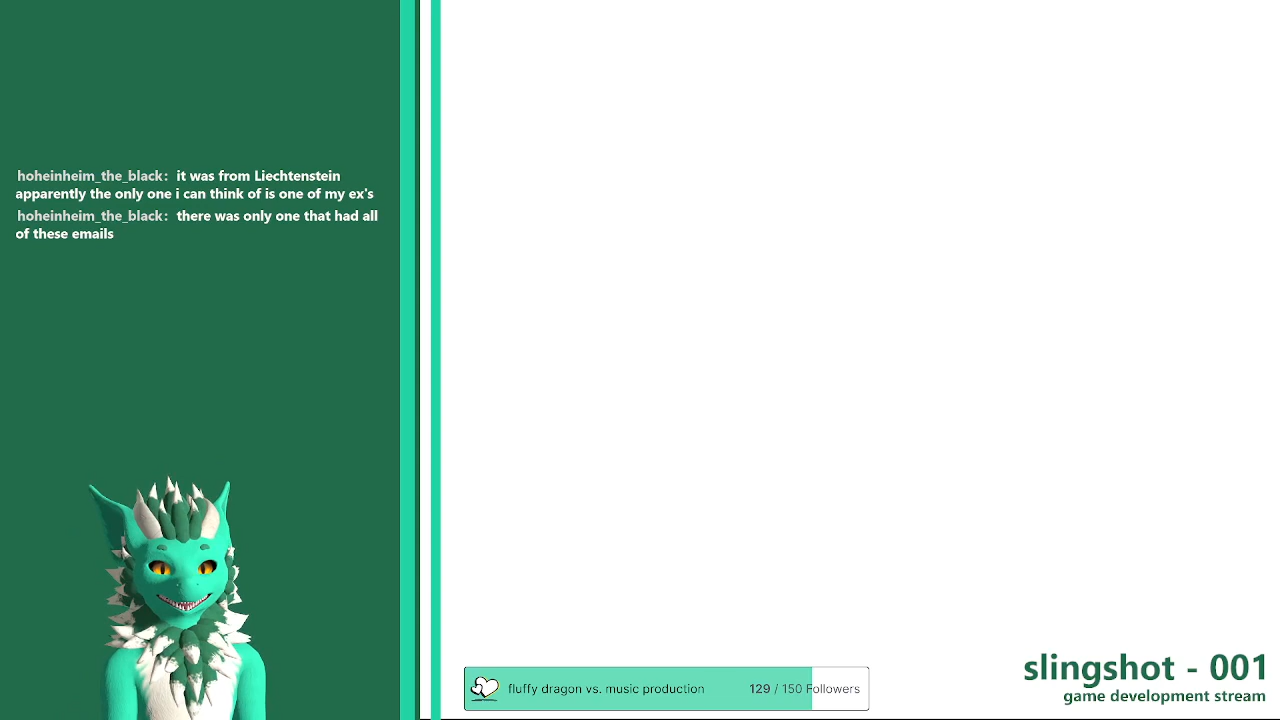 hoheinheim_the_black: it was from Liechtenstein
apparently the only one i can think of is one of my ex's
hoheinheim_the_black: there was only one that had all
of these emails
fluffy dragon vs. music production 129 / 150 Followers
slingshot - 001
game development stream